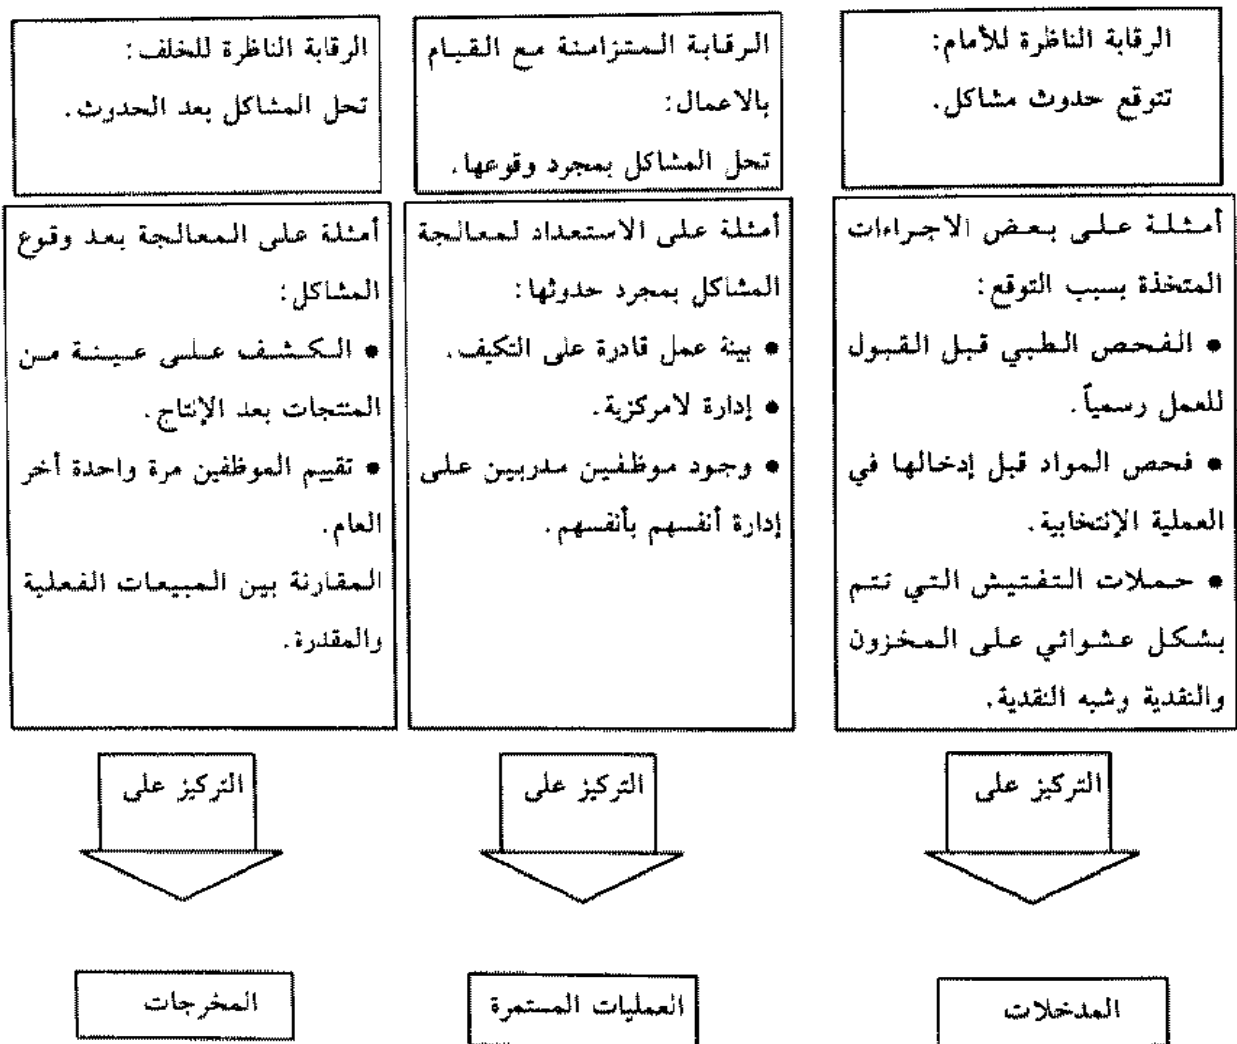 الرقابة الناظرة للأمام:
تتوقع حدوث مشاكل.
الرقابة المتزامنة مع القيام
بالاعمال:
تحل المشاكل بمجرد وقوعها.
الرقابة الناظرة للخلف:
تحل المشاكل بعد الحدوث.
أمثلة على بعض الاجراءات
المتخذة بسبب التوقع:
• الفحص الطبي قبل القبول
للعمل رسمياً.
• فحص المواد قبل إدخالها في
العملية الإنتخابية.
• حملات التفتيش التي تتم
بشكل عشوائي على المخزون
والنقدية وشبه النقدية.
أمثلة على الاستعداد لمعالجة
المشاكل بمجرد حدوثها:
• بيئة عمل قادرة على التكيف.
• إدارة لامركزية.
• وجود موظفين مدربين على
إدارة أنفسهم بأنفسهم.
أمثلة على المعالجة بعد وقوع
المشاكل:
• الكشف على عينة من
المنتجات بعد الإنتاج.
• تقييم الموظفين مرة واحدة أخر
العام.
المقارنة بين المبيعات الفعلية
والمقدرة.
التركيز على
التركيز على
التركيز على
المدخلات
العمليات المستمرة
المخرجات